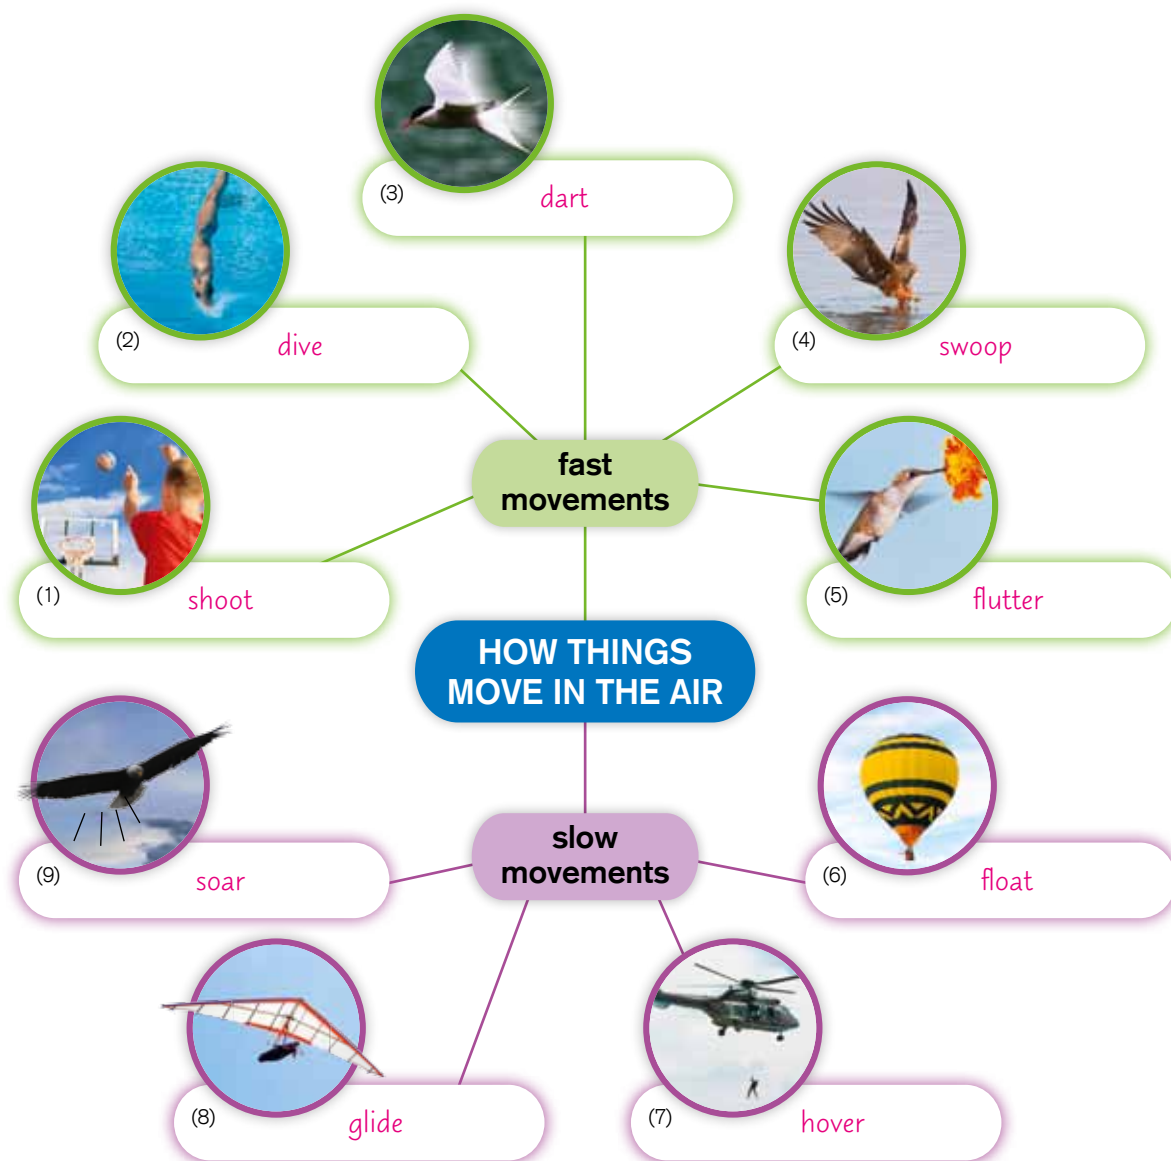 (3) dart
(2) dive
(4) swoop
fast
movements
(1) shoot
(5) flutter
HOW THINGS
MOVE IN THE AIR
slow
movements
(9) soar
(6) float
(8) glide
(7) hover